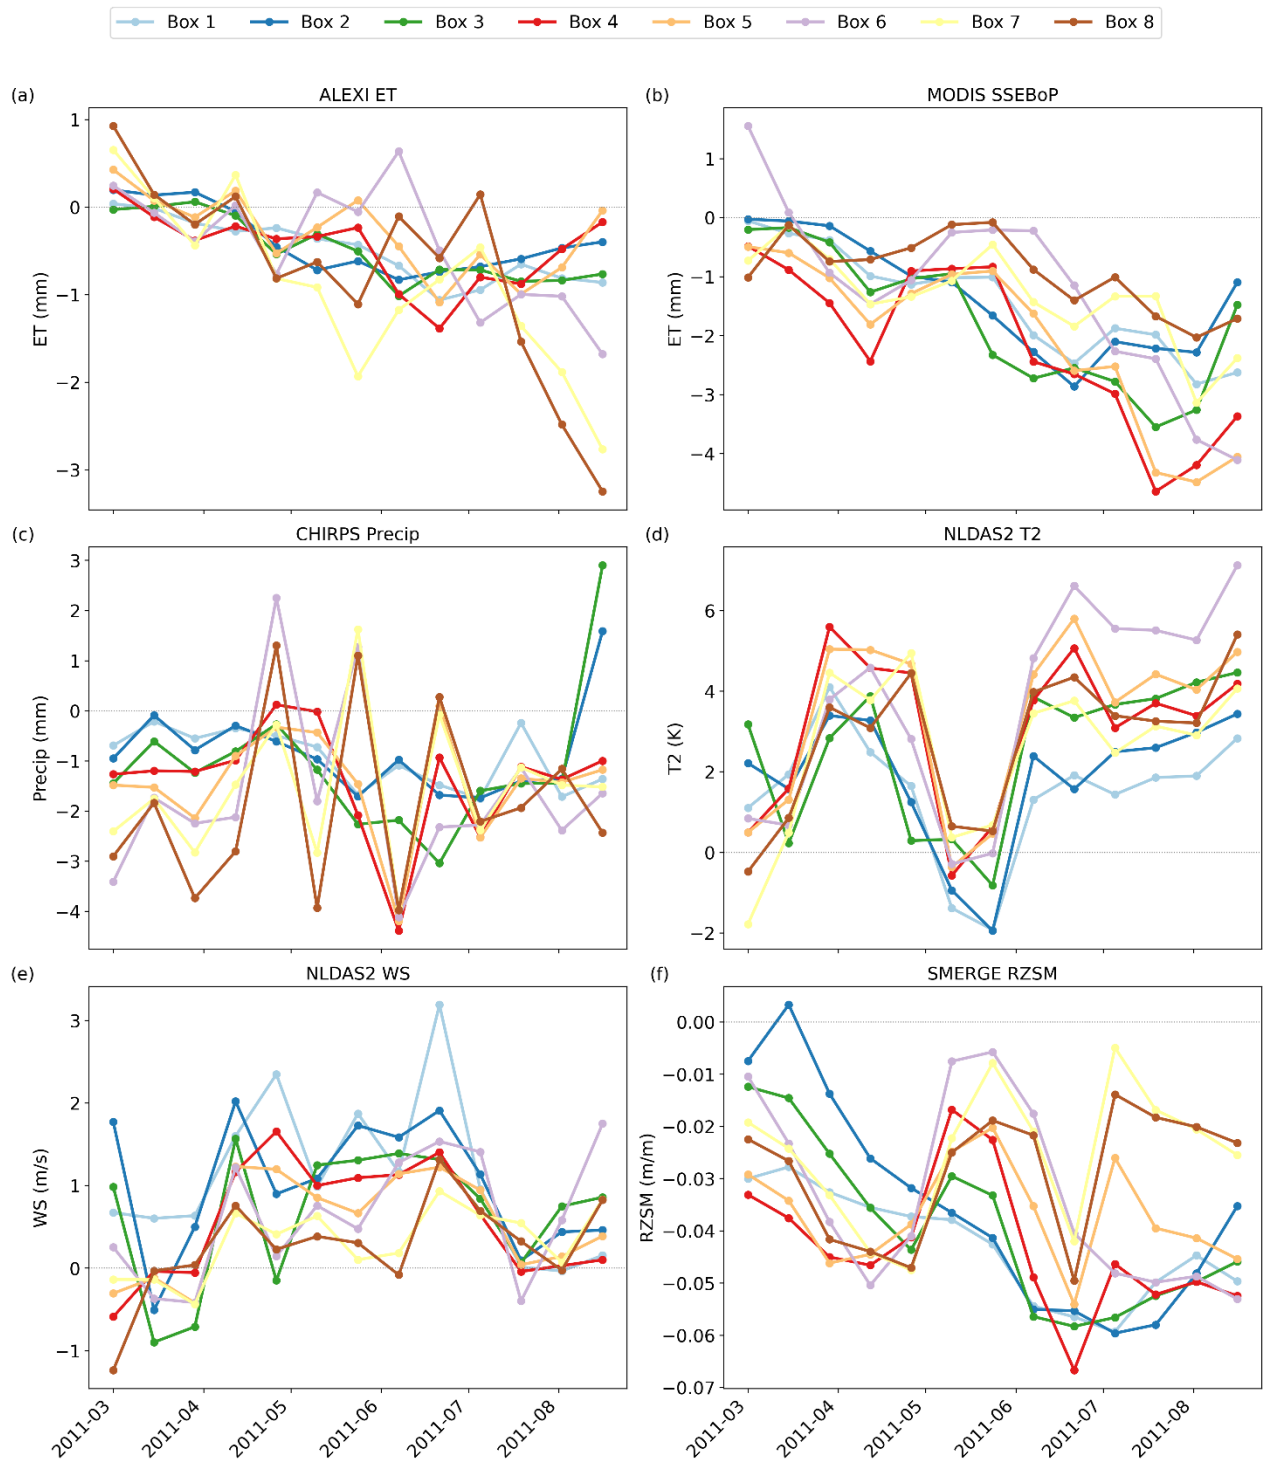 Box 1 Box 2 Box 3 Box 4 Box 5 Box 6 Box 7 Box 8
(a) ALEXI ET
1
0
−1
−2
−3
ET (mm)
(b) MODIS SSEBoP
1
0
−1
−2
−3
−4
ET (mm)
(c) CHIRPS Precip
3
2
1
0
−1
−2
−3
−4
Precip (mm)
(d) NLDAS2 T2
6
4
2
0
−2
T2 (K)
(e) NLDAS2 WS
3
2
1
0
−1
WS (m/s)
2011-03 2011-04 2011-05 2011-06 2011-07 2011-08
(f) SMERGE RZSM
0.00
−0.01
−0.02
−0.03
−0.04
−0.05
−0.06
−0.07
RZSM (m/m)
2011-03 2011-04 2011-05 2011-06 2011-07 2011-08